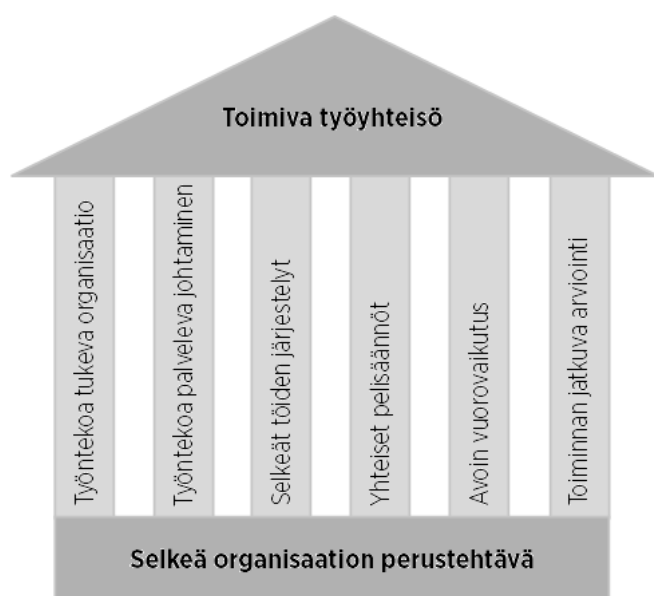 Toimiva työyhteisö
Työntekoa tukeva organisaatio
Työntekoa palveleva johtaminen
Selkeät töiden järjestelyt
Yhteiset pelisäännöt
Avoin vuorovaikutus
Toiminnan jatkuva arviointi
Selkeä organisaation perustehtävä